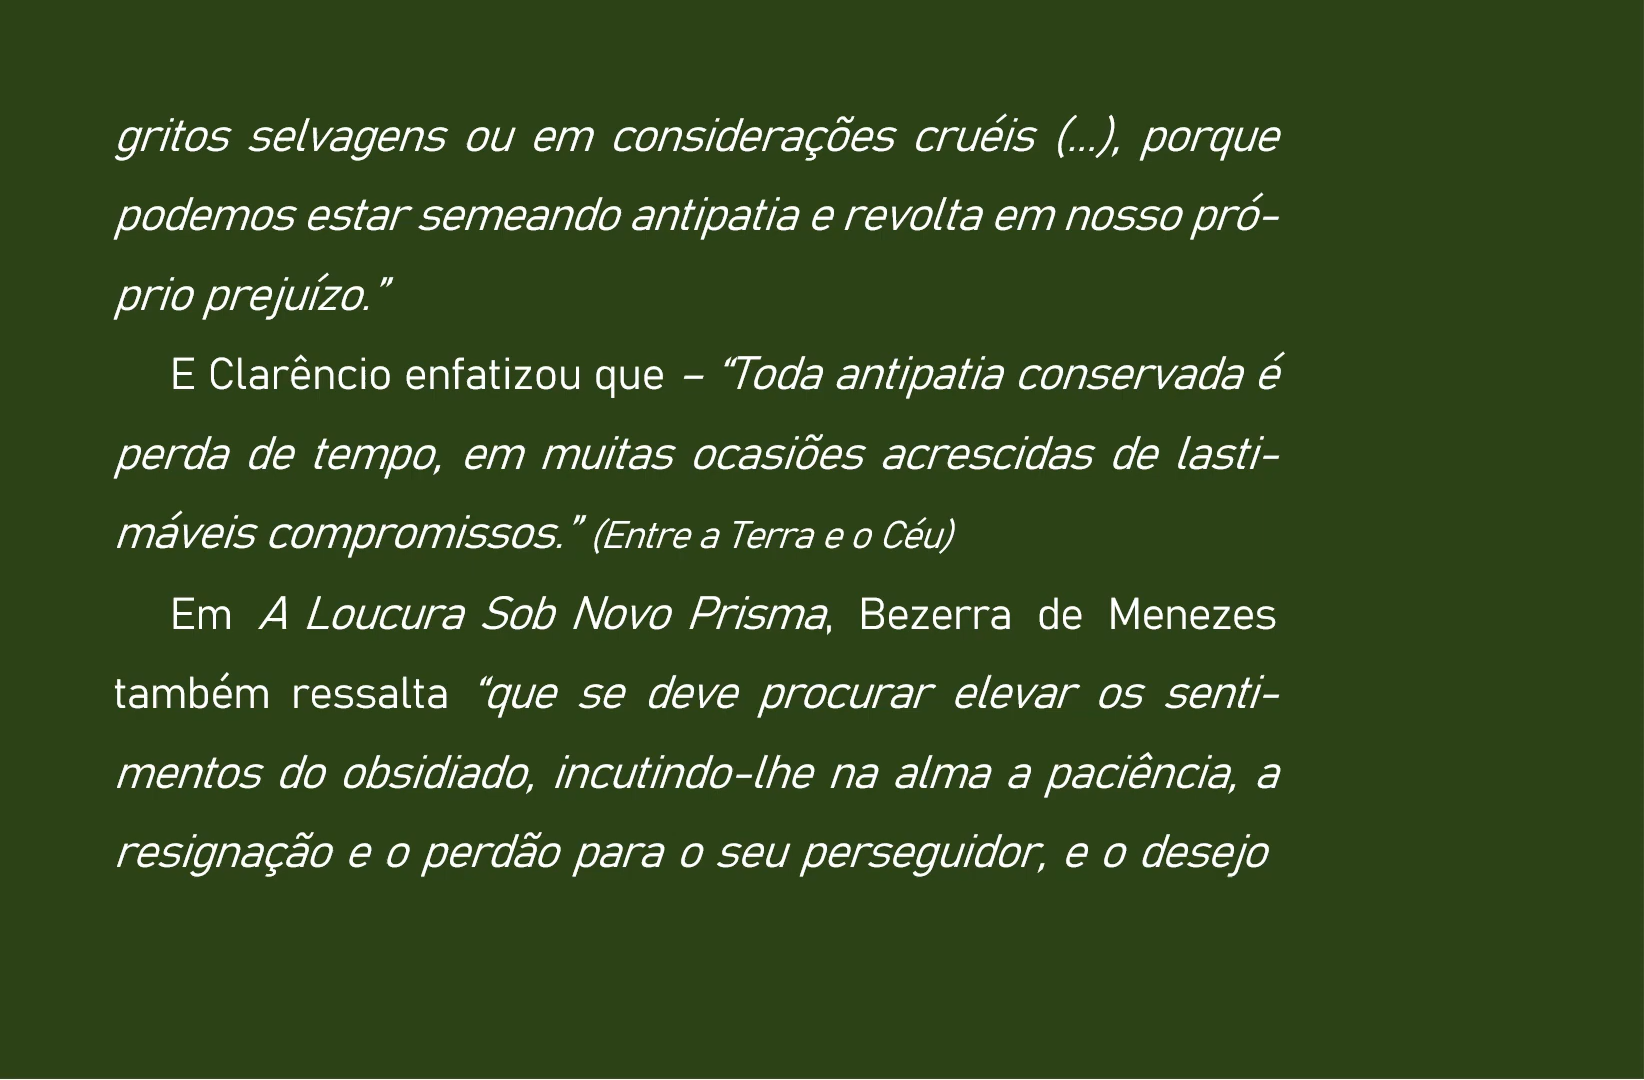 gritos selvagens ou em considerações cruéis (...), porque
podemos estar semeando antipatia e revolta em nosso pró-
prio prejuízo.”
E Clarêncio enfatizou que – “Toda antipatia conservada é
perda de tempo, em muitas ocasiões acrescidas de lasti-
máveis compromissos.” (Entre a Terra e o Céu)
Em A Loucura Sob Novo Prisma, Bezerra de Menezes
também ressalta “que se deve procurar elevar os senti-
mentos do obsidiado, incutindo-lhe na alma a paciência, a
resignação e o perdão para o seu perseguidor, e o desejo